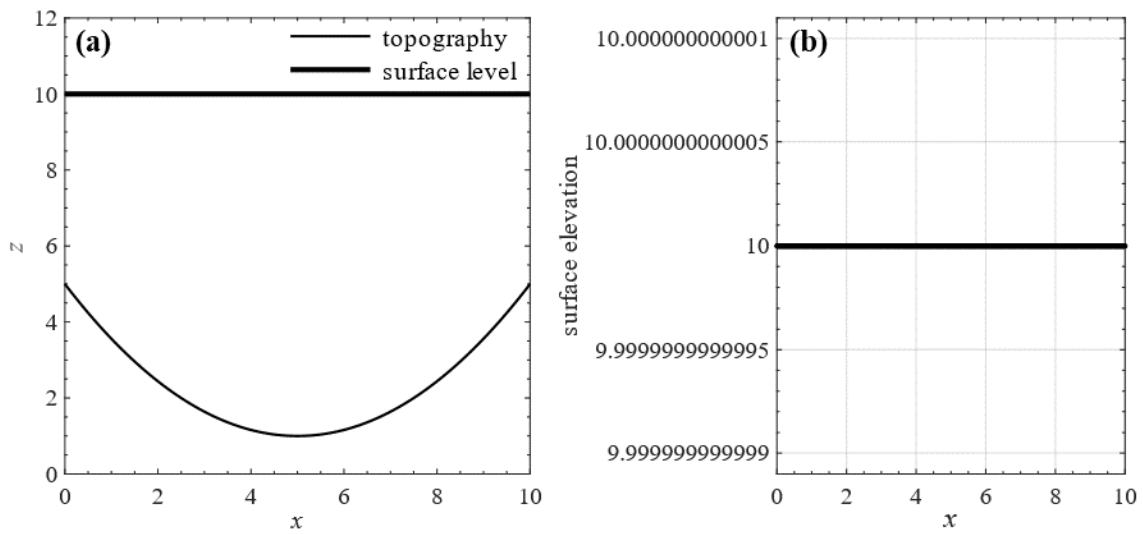 (a)
topography
surface level
12
10
8
6
4
2
0
z
0 2 4 6 8 10
x
(b)
10.000000000001
10.0000000000005
10
9.9999999999995
9.999999999999
surface elevation
0 2 4 6 8 10
x